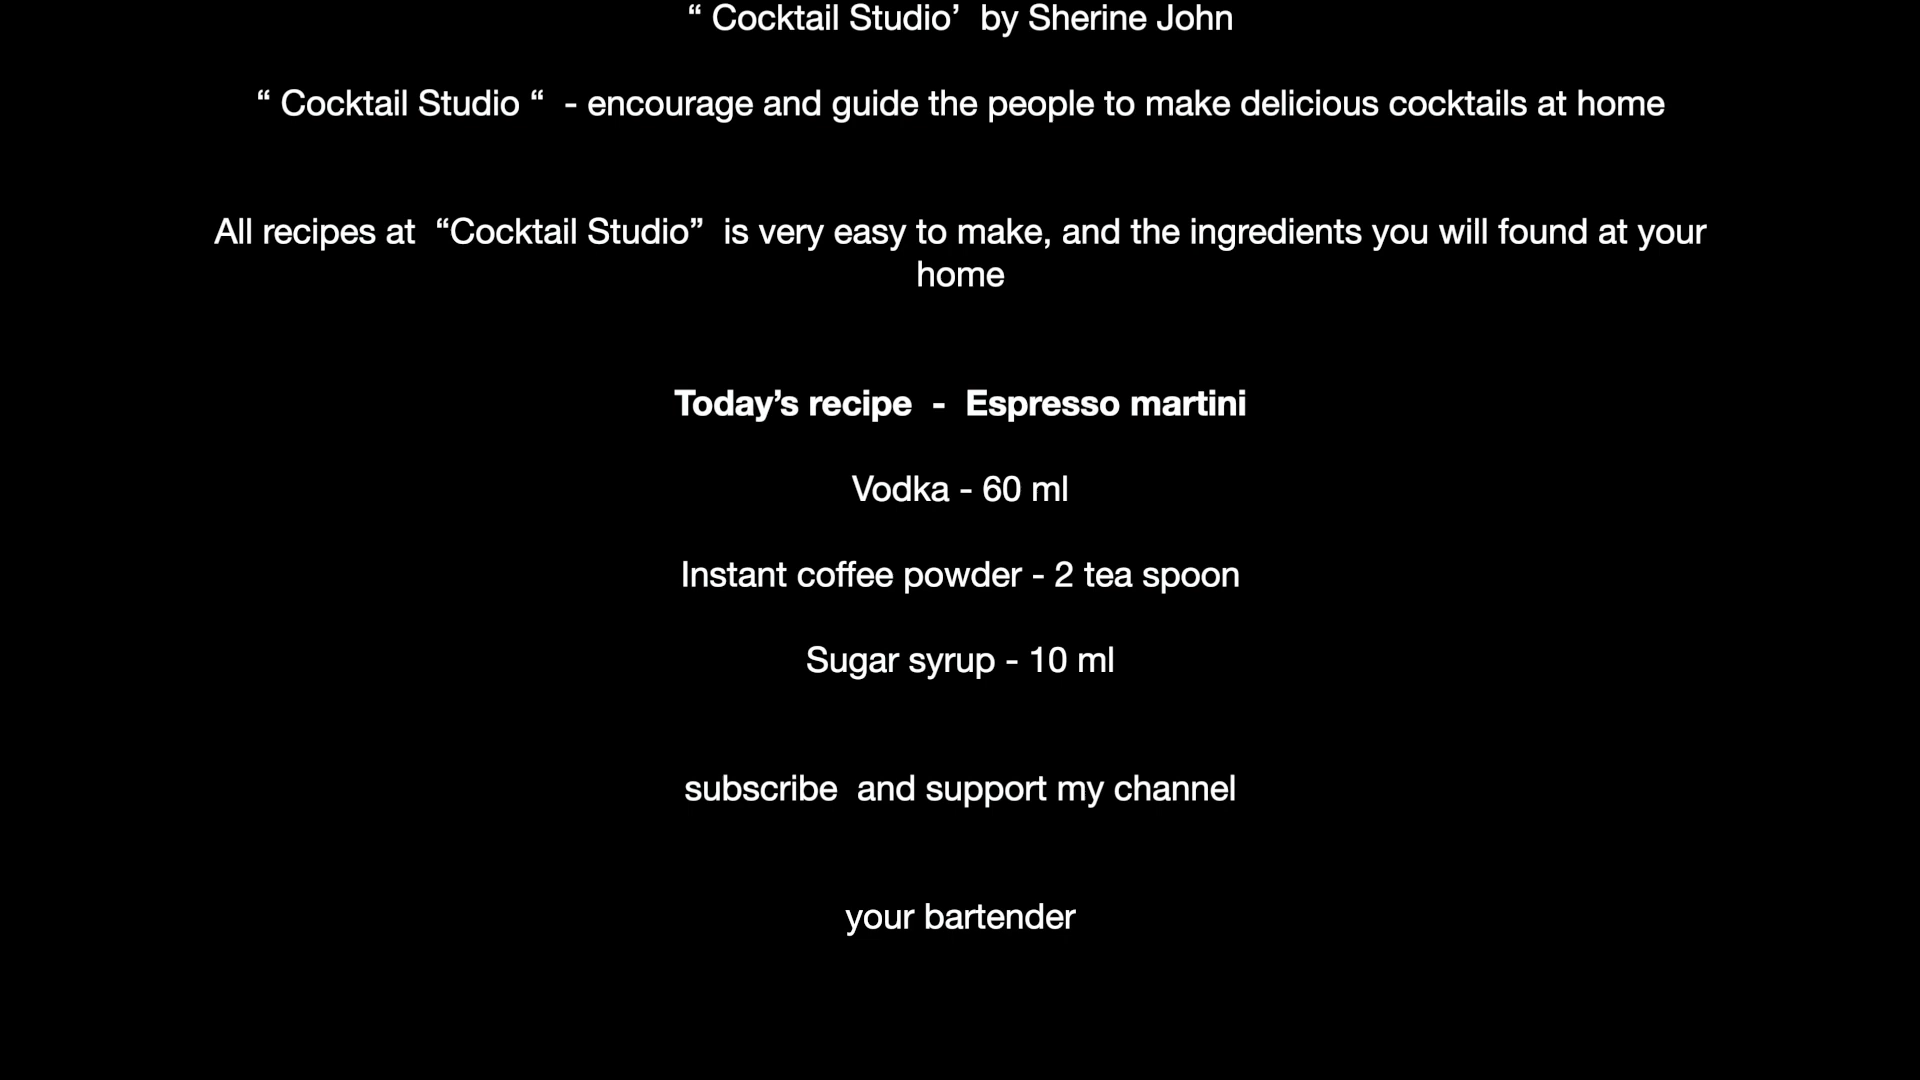 “ Cocktail Studio’  by Sherine John
“ Cocktail Studio “  - encourage and guide the people to make delicious cocktails at home
All recipes at  “Cocktail Studio”  is very easy to make, and the ingredients you will found at your
home
Today’s recipe  -  Espresso martini
Vodka - 60 ml
Instant coffee powder - 2 tea spoon
Sugar syrup - 10 ml
subscribe  and support my channel
your bartender